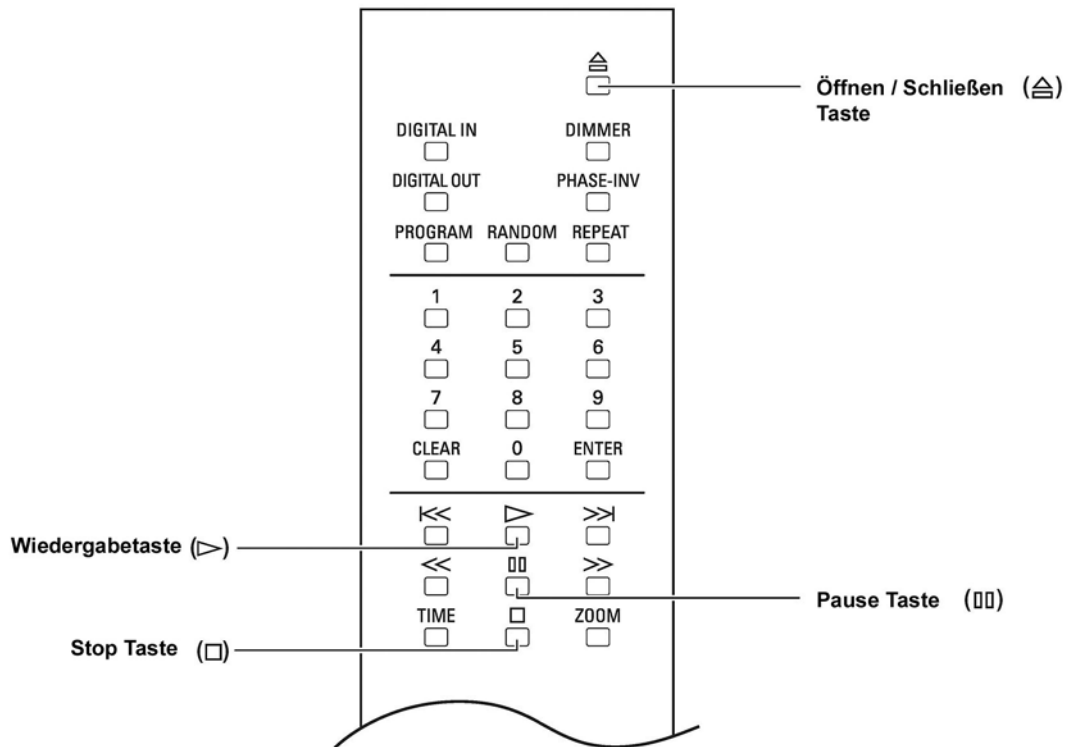 Öffnen / Schließen (⏏)
Taste
DIGITAL IN DIMMER
DIGITAL OUT PHASE-INV
PROGRAM RANDOM REPEAT
1 2 3
4 5 6
7 8 9
CLEAR 0 ENTER
Wiedergabetaste (▷)
Pause Taste (▯▯)
TIME ZOOM
Stop Taste (□)